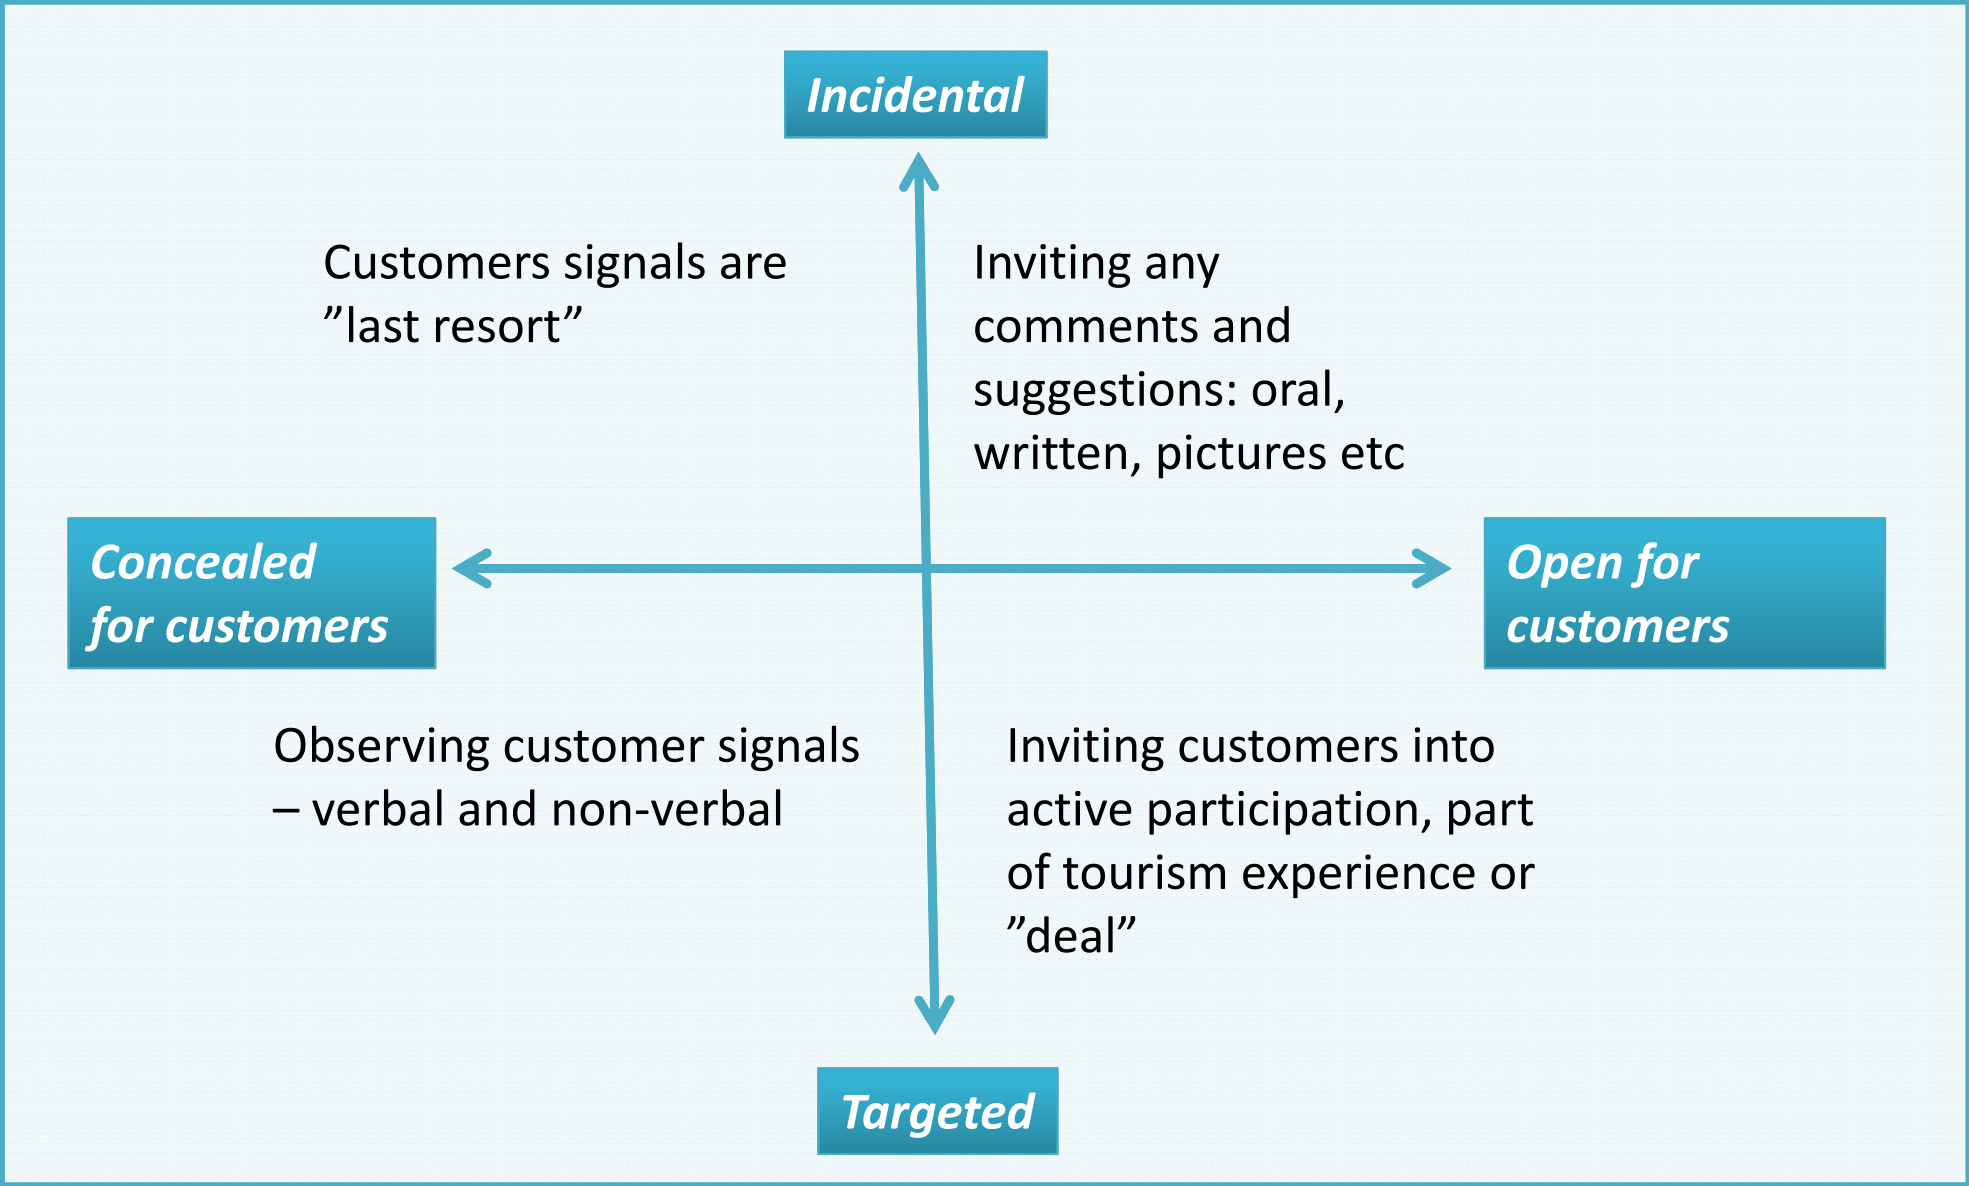 Incidental
Customers signals are
”last resort”
Inviting any
comments and
suggestions: oral,
written, pictures etc
Concealed
for customers
Open for
customers
Observing customer signals
– verbal and non-verbal
Inviting customers into
active participation, part
of tourism experience or
”deal”
Targeted